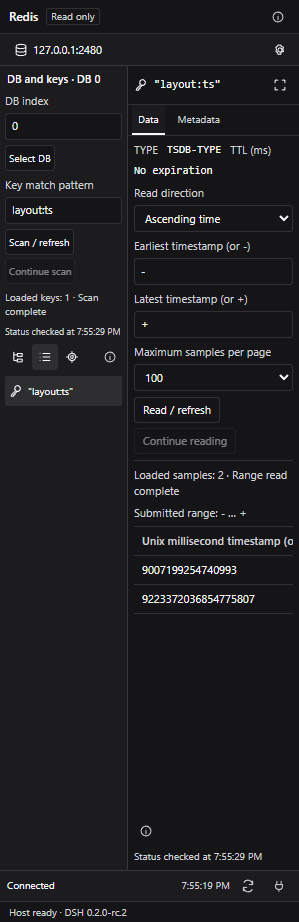 Redis Read only
127.0.0.1:2480
DB and keys · DB 0
DB index
0
Select DB
Key match pattern
layout:ts
Scan / refresh
Continue scan
Loaded keys: 1 · Scan
complete
Status checked at 7:55:29 PM
"layout:ts"
"layout:ts"
Data Metadata
TYPE TSDB-TYPE TTL (ms)
No expiration
Read direction
Ascending time
Earliest timestamp (or -)
-
Latest timestamp (or +)
+
Maximum samples per page
100
Read / refresh
Continue reading
Loaded samples: 2 · Range read
complete
Submitted range: - ... +
Unix millisecond timestamp (o
9007199254740993
9223372036854775807
Status checked at 7:55:29 PM
Connected 7:55:19 PM
Host ready · DSH 0.2.0-rc.2